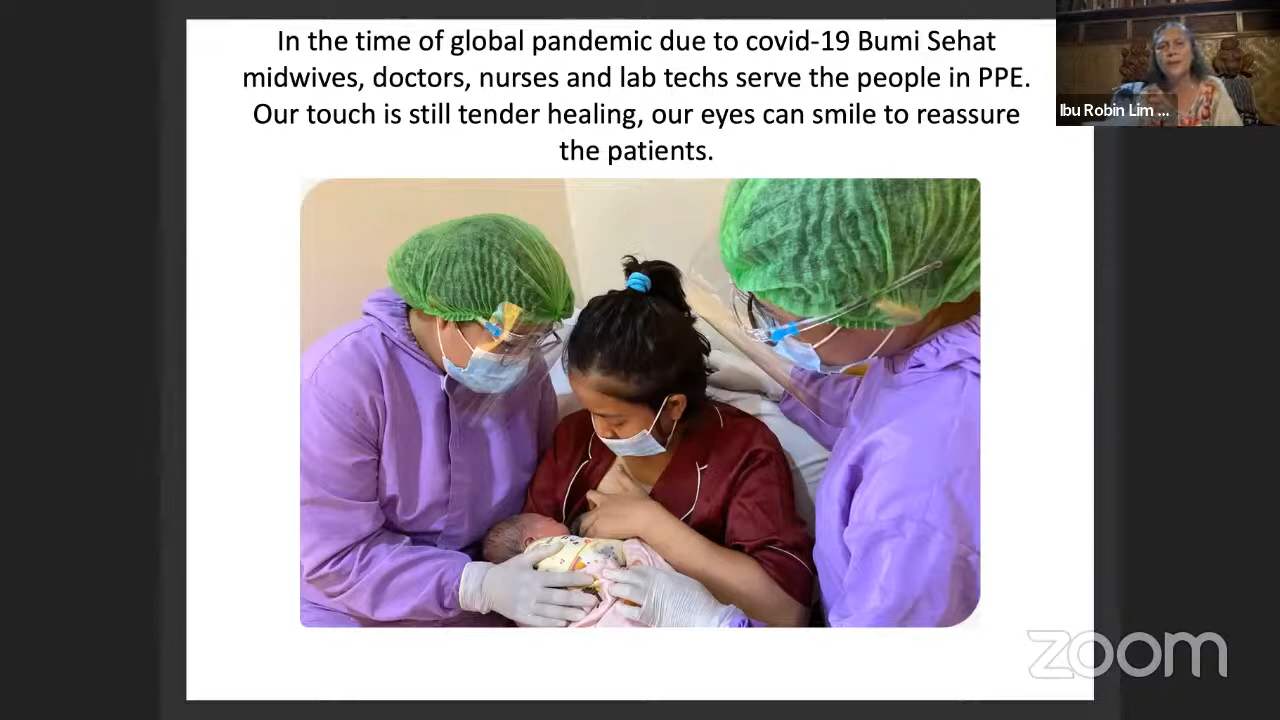 In the time of global pandemic due to covid-19 Bumi Sehat
midwives, doctors, nurses and lab techs serve the people in PPE.
Our touch is still tender healing, our eyes can smile to reassure
the patients.
Ibu Robin Lim ...
zoom